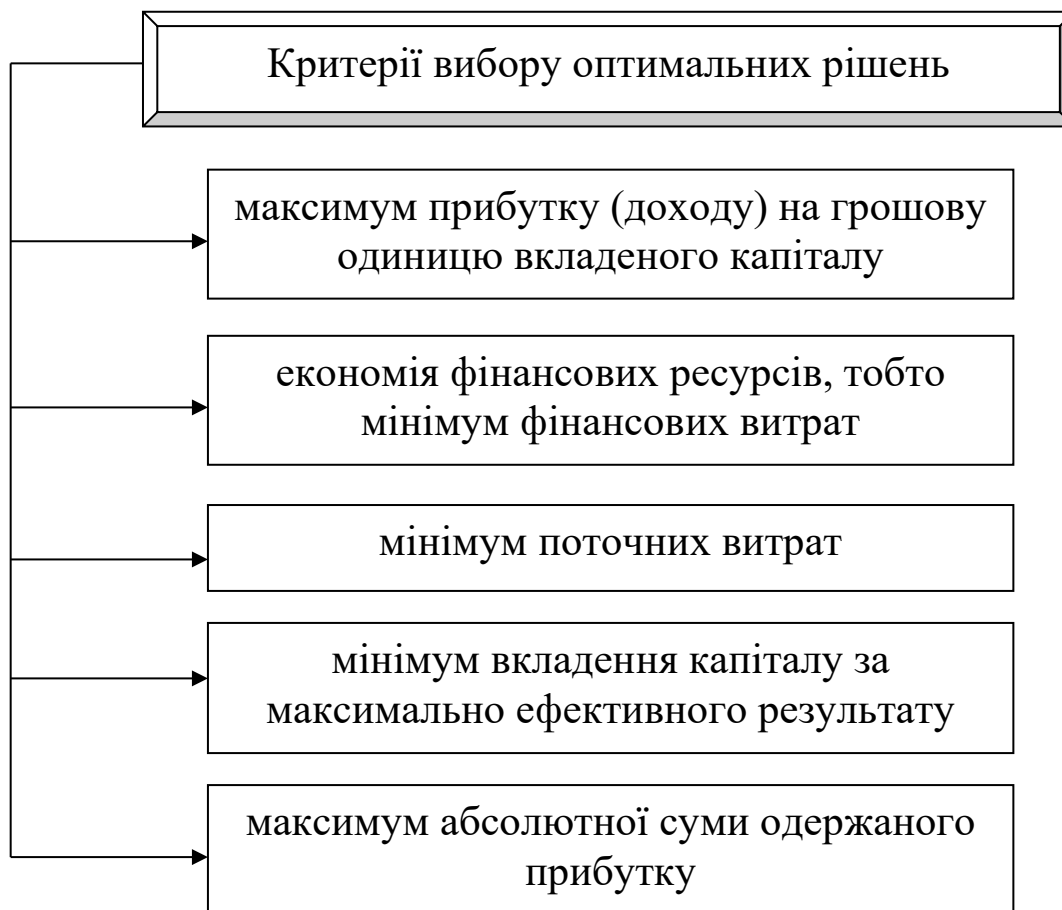 Критерії вибору оптимальних рішень
максимум прибутку (доходу) на грошову
одиницю вкладеного капіталу
економія фінансових ресурсів, тобто
мінімум фінансових витрат
мінімум поточних витрат
мінімум вкладення капіталу за
максимально ефективного результату
максимум абсолютної суми одержаного
прибутку